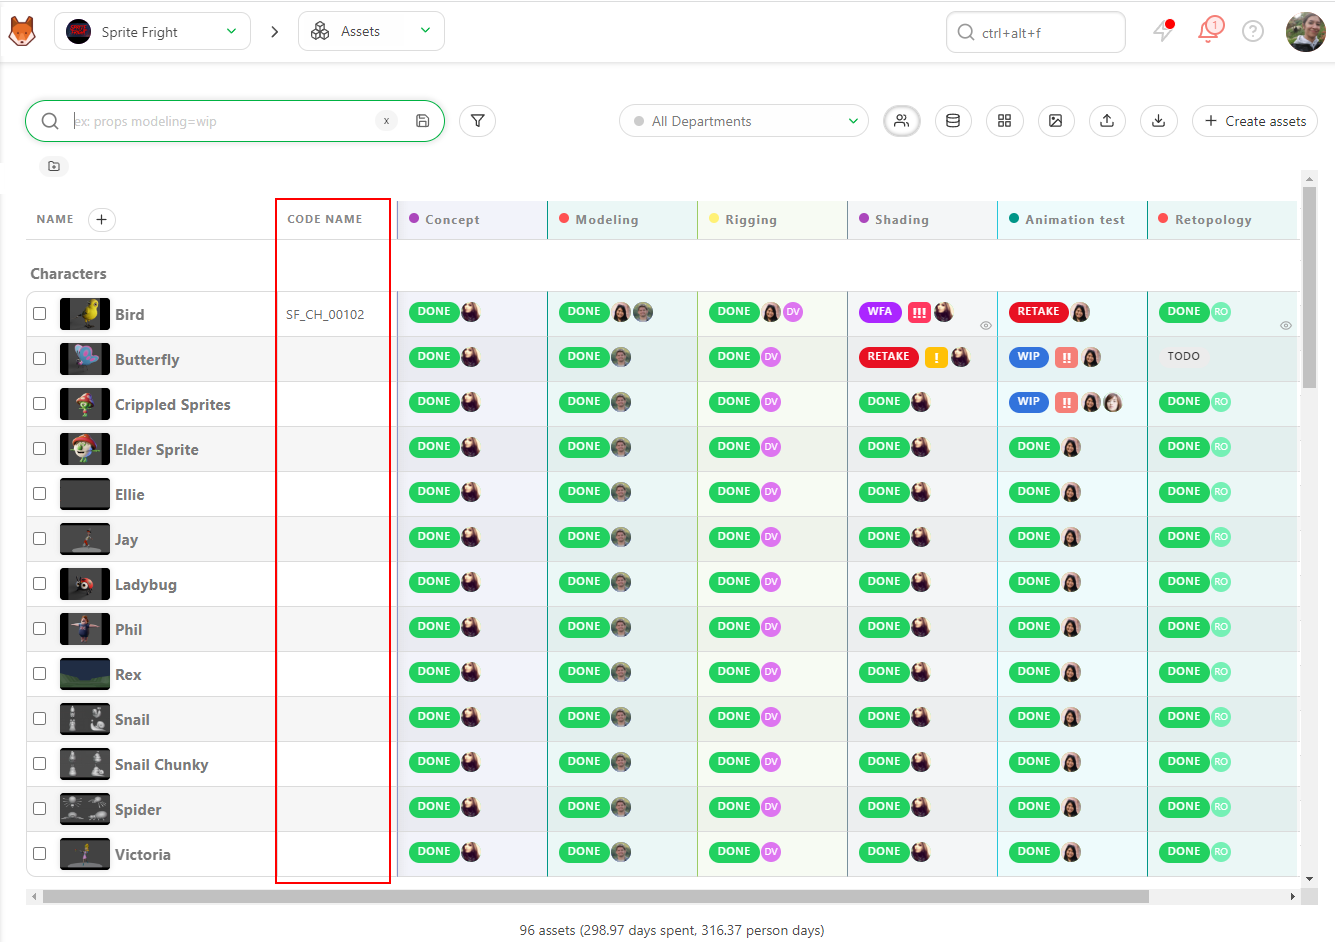 Sprite Fright
Assets
ctrl+alt+f
1
ex: props modeling=wip
x
All Departments
Create assets
NAME CODE NAME Concept Modeling Rigging Shading Animation test Retopology
Characters
Bird SF_CH_00102 DONE DONE DONE DV WFA !!! RETAKE DONE RO
Butterfly DONE DONE DONE DV RETAKE ! WIP !! TODO
Crippled Sprites DONE DONE DONE DV DONE WIP !! DONE RO
Elder Sprite DONE DONE DONE DV DONE DONE DONE RO
Ellie DONE DONE DONE DV DONE DONE DONE RO
Jay DONE DONE DONE DV DONE DONE DONE RO
Ladybug DONE DONE DONE DV DONE DONE DONE RO
Phil DONE DONE DONE DV DONE DONE DONE RO
Rex DONE DONE DONE DV DONE DONE DONE RO
Snail DONE DONE DONE DV DONE DONE DONE RO
Snail Chunky DONE DONE DONE DV DONE DONE DONE RO
Spider DONE DONE DONE DV DONE DONE DONE RO
Victoria DONE DONE DONE DV DONE DONE DONE RO
96 assets (298.97 days spent, 316.37 person days)